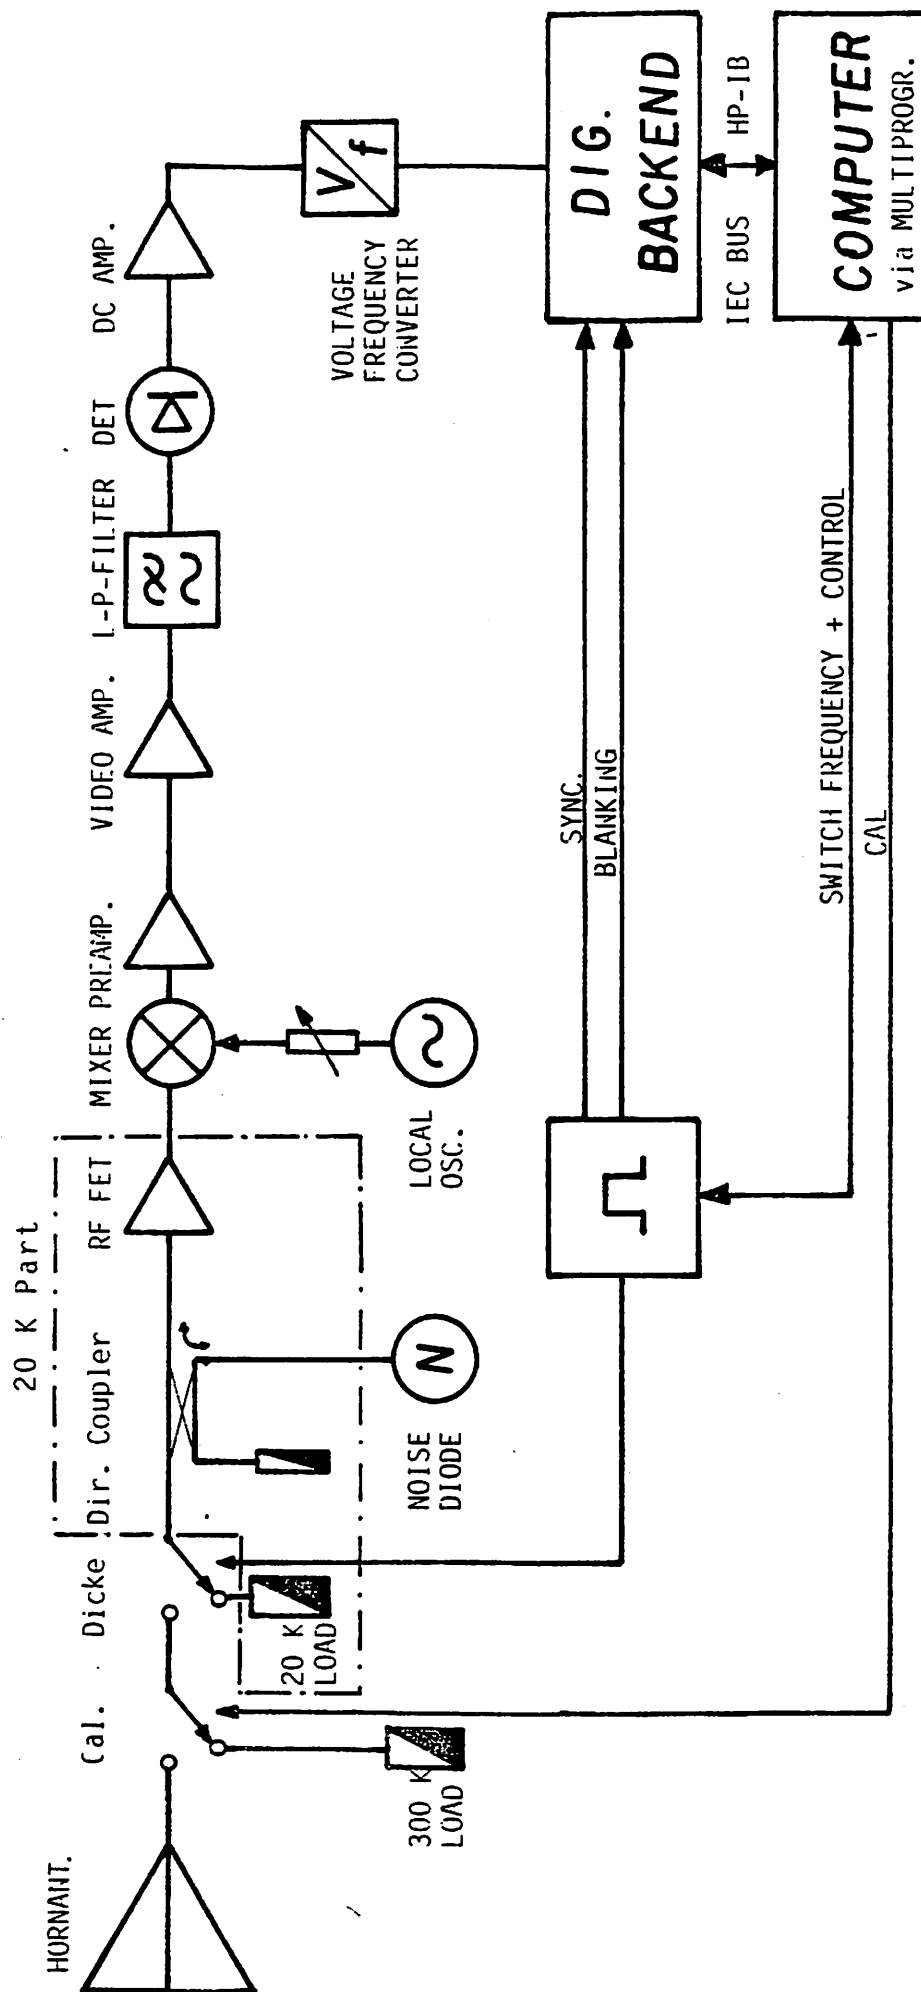 HORNANT.
Cal.
Dicke
Dir. Coupler
20 K Part
RF FET
MIXER PREAMP.
VIDEO AMP.
L-P-FILTER
DET
DC AMP.
300 K
LOAD
20 K
LOAD
NOISE
DIODE
N
LOCAL
OSC.
VOLTAGE
FREQUENCY
CONVERTER
V
f
SYNC.
BLANKING
DIG.
BACKEND
IEC BUS
HP-IB
SWITCH FREQUENCY + CONTROL
CAL
COMPUTER
via MULTIPROGR.